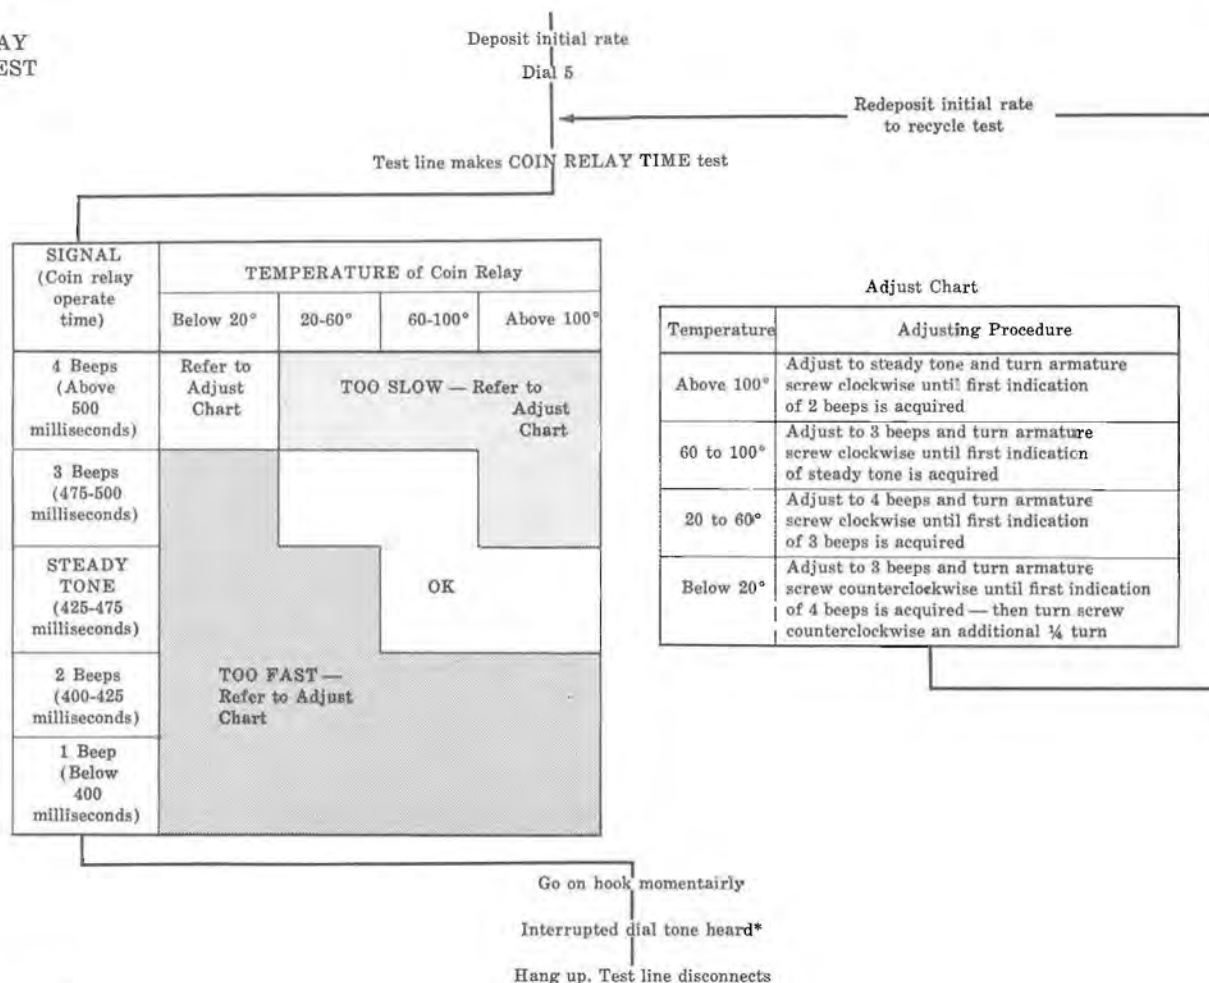 AY
EST
Deposit initial rate
Dial 5
Redeposit initial rate
to recycle test
Test line makes COIN RELAY TIME test
SIGNAL
(Coin relay
operate
time)
TEMPERATURE of Coin Relay
Below 20°
20-60°
60-100°
Above 100°
4 Beeps
(Above
500
milliseconds)
Refer to
Adjust
Chart
TOO SLOW — Refer to
Adjust
Chart
3 Beeps
(475-500
milliseconds)
STEADY
TONE
(425-475
milliseconds)
OK
2 Beeps
(400-425
milliseconds)
TOO FAST —
Refer to Adjust
Chart
1 Beep
(Below
400
milliseconds)
Adjust Chart
Temperature
Adjusting Procedure
Above 100°
Adjust to steady tone and turn armature
screw clockwise until first indication
of 2 beeps is acquired
60 to 100°
Adjust to 3 beeps and turn armature
screw clockwise until first indication
of steady tone is acquired
20 to 60°
Adjust to 4 beeps and turn armature
screw clockwise until first indication
of 3 beeps is acquired
Below 20°
Adjust to 3 beeps and turn armature
screw counterclockwise until first indication
of 4 beeps is acquired — then turn screw
counterclockwise an additional ¼ turn
Go on hook momentairly
Interrupted dial tone heard*
Hang up. Test line disconnects